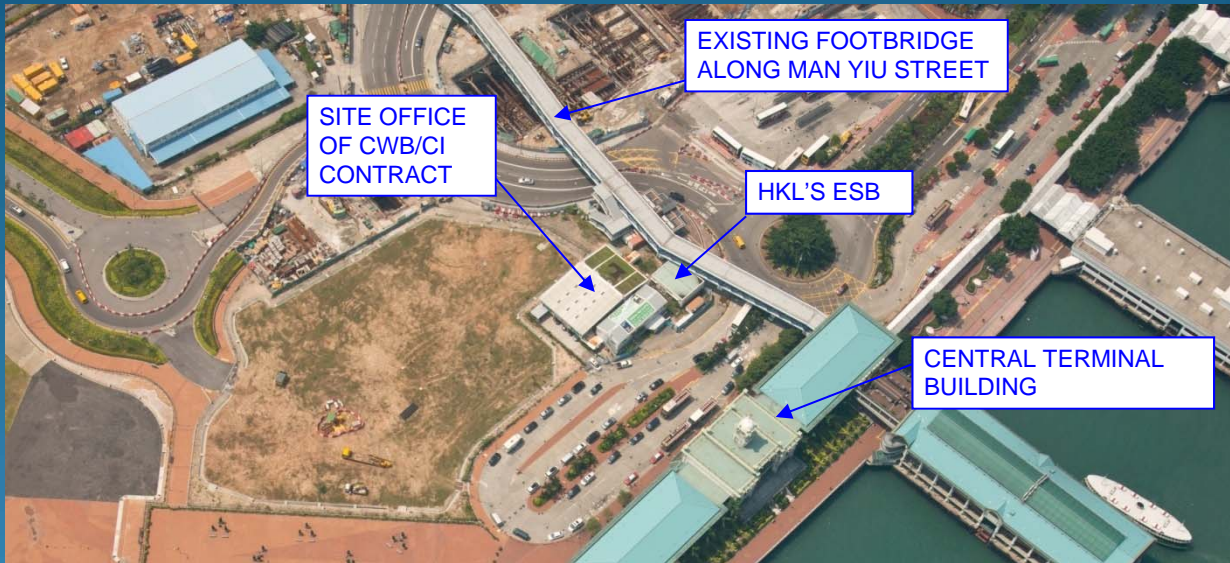 EXISTING FOOTBRIDGE
ALONG MAN YIU STREET
SITE OFFICE
OF CWB/CI
CONTRACT
HKL'S ESB
CENTRAL TERMINAL
BUILDING